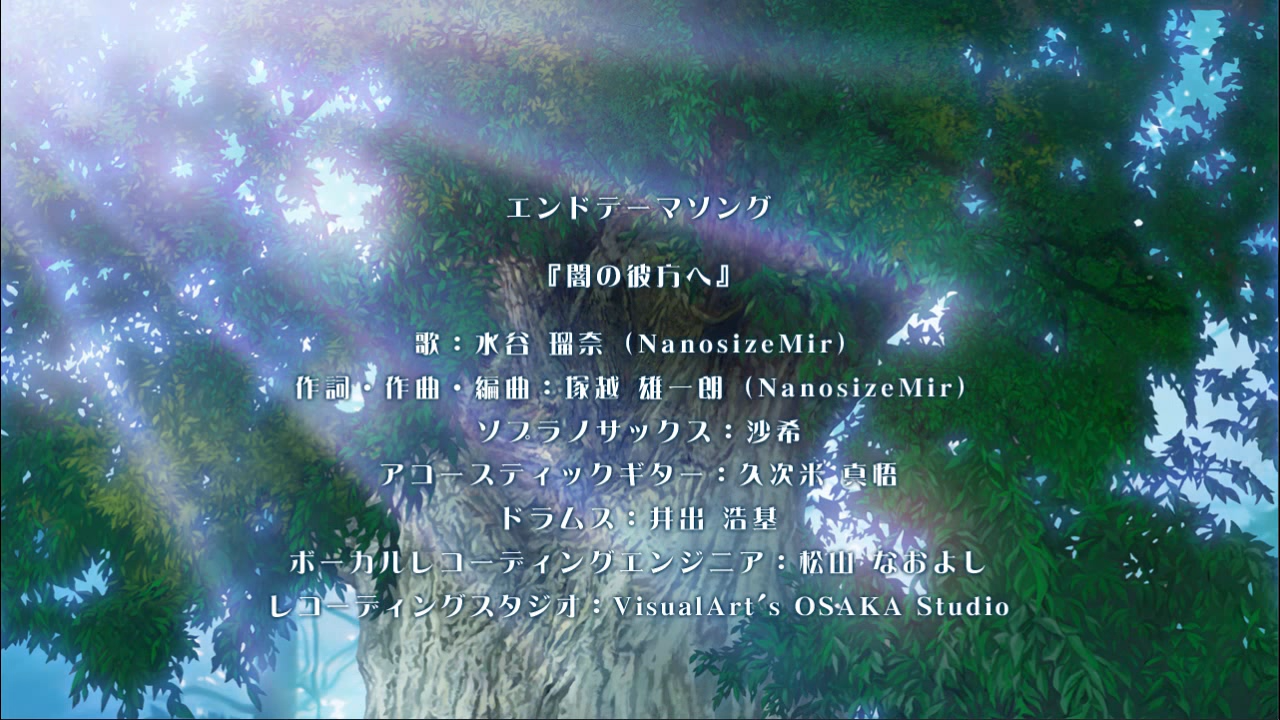 エンドテーマソング
『闇の彼方へ』
歌：水谷 瑠奈（NanosizeMir）
作詞・作曲・編曲：塚越 雄一朗（NanosizeMir）
ソプラノサックス：沙希
アコースティックギター：久次米 真悟
ドラムス：井出 浩基
ボーカルレコーディングエンジニア：松山 なおよし
レコーディングスタジオ：VisualArt's OSAKA Studio